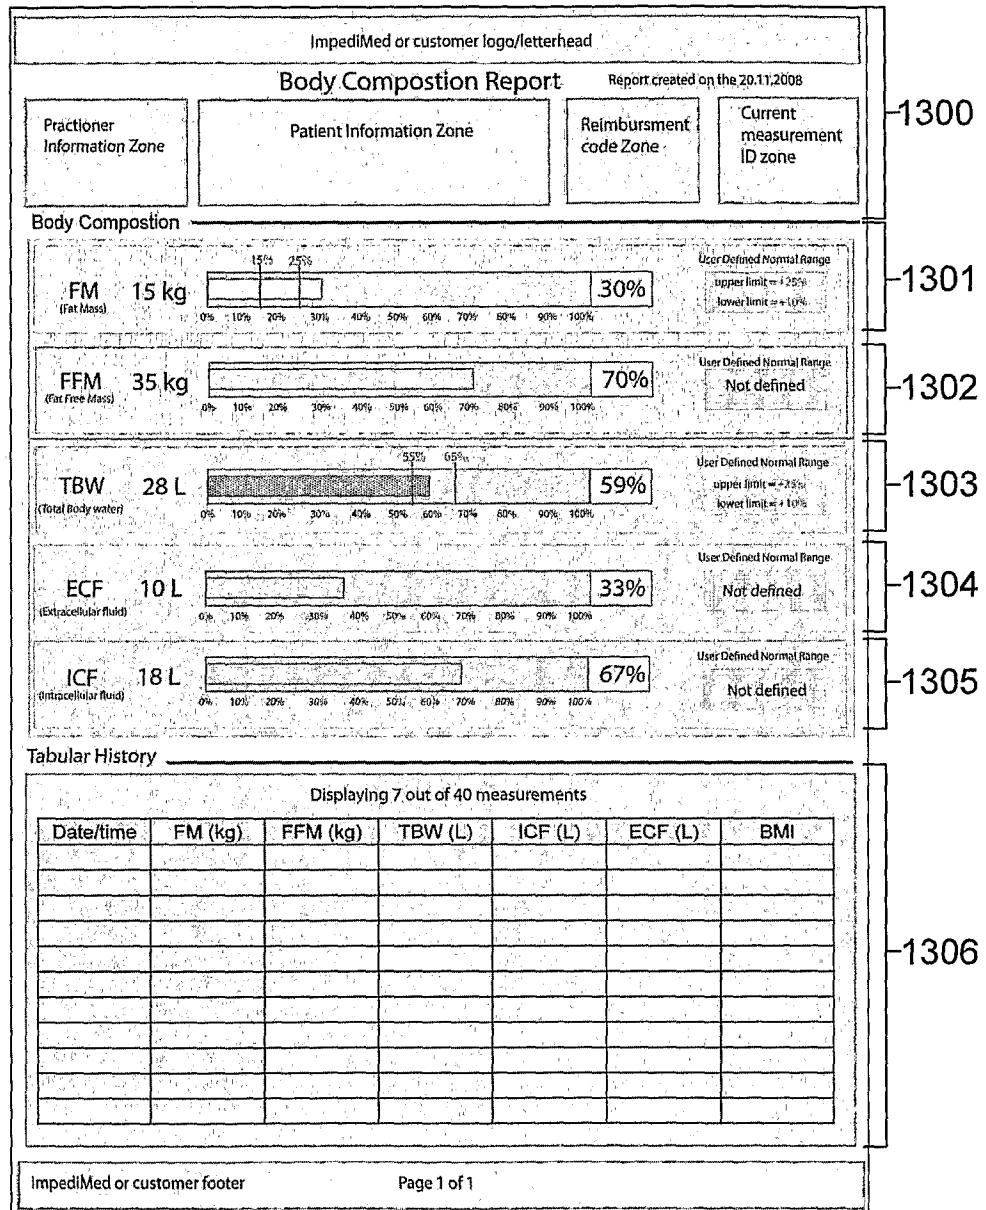 ImpediMed or customer logo/letterhead
Body Compostion Report
Report created on the 20.11.2008
Practioner
Information Zone
Patient Information Zone
Reimbursment
code Zone
Current
measurement
ID zone
1300
Body Compostion
15% 25%
FM 15 kg
(Fat Mass)
30%
0% 10% 20% 30% 40% 50% 60% 70% 80% 90% 100%
User Defined Normal Range
upper limit = +25%
lower limit = +10%
1301
FFM 35 kg
(Fat Free Mass)
70%
0% 10% 20% 30% 40% 50% 60% 70% 80% 90% 100%
User Defined Normal Range
Not defined
1302
55% 65%
TBW 28 L
(Total Body water)
59%
0% 10% 20% 30% 40% 50% 60% 70% 80% 90% 100%
User Defined Normal Range
upper limit = +25%
lower limit = +10%
1303
ECF 10 L
(Extracellular fluid)
33%
0% 10% 20% 30% 40% 50% 60% 70% 80% 90% 100%
User Defined Normal Range
Not defined
1304
ICF 18 L
(Intracellular fluid)
67%
0% 10% 20% 30% 40% 50% 60% 70% 80% 90% 100%
User Defined Normal Range
Not defined
1305
Tabular History
Displaying 7 out of 40 measurements
Date/time FM (kg) FFM (kg) TBW (L) ICF (L) ECF (L) BMI
1306
ImpediMed or customer footer
Page 1 of 1